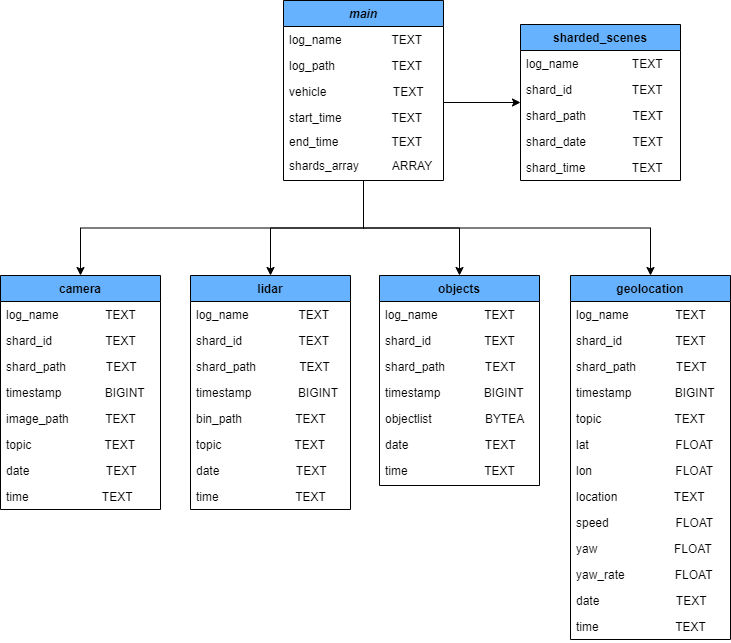 main
log_name TEXT
log_path TEXT
vehicle TEXT
start_time TEXT
end_time TEXT
shards_array ARRAY
sharded_scenes
log_name TEXT
shard_id TEXT
shard_path TEXT
shard_date TEXT
shard_time TEXT
camera
log_name TEXT
shard_id TEXT
shard_path TEXT
timestamp BIGINT
image_path TEXT
topic TEXT
date TEXT
time TEXT
lidar
log_name TEXT
shard_id TEXT
shard_path TEXT
timestamp BIGINT
bin_path TEXT
topic TEXT
date TEXT
time TEXT
objects
log_name TEXT
shard_id TEXT
shard_path TEXT
timestamp BIGINT
objectlist BYTEA
date TEXT
time TEXT
geolocation
log_name TEXT
shard_id TEXT
shard_path TEXT
timestamp BIGINT
topic TEXT
lat FLOAT
lon FLOAT
location TEXT
speed FLOAT
yaw FLOAT
yaw_rate FLOAT
date TEXT
time TEXT